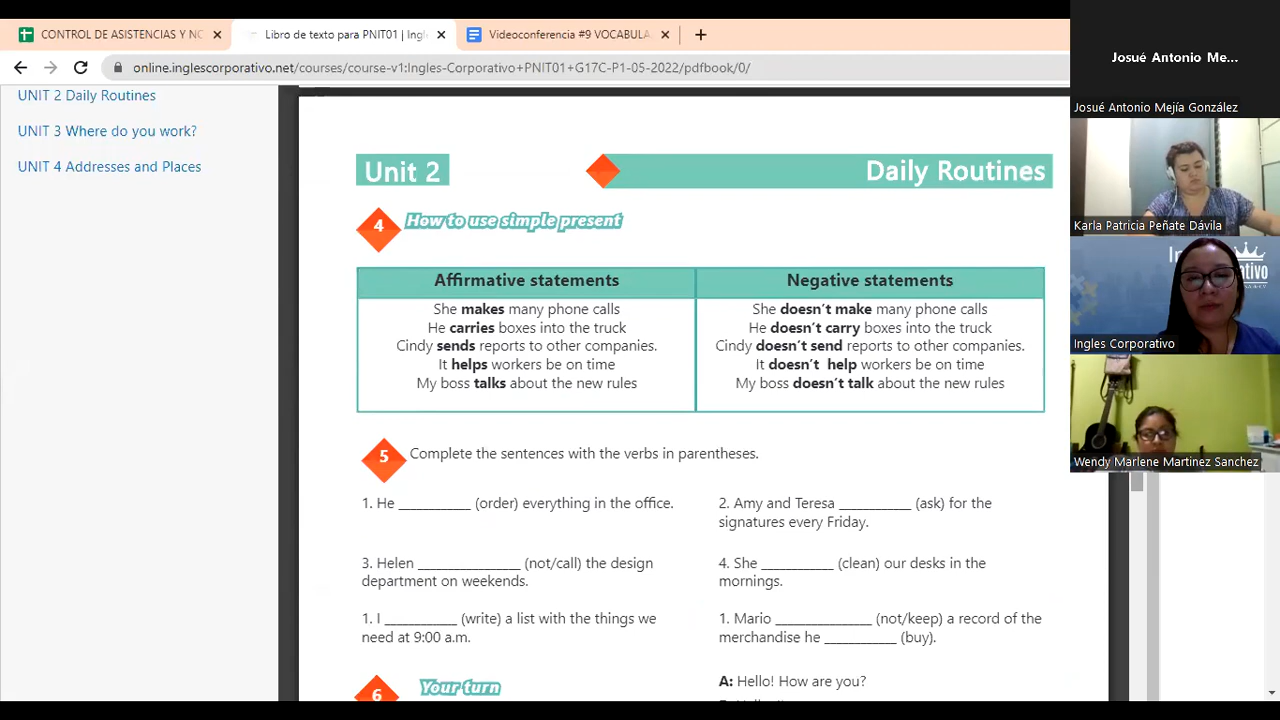 CONTROL DE ASISTENCIAS Y NO
Libro de texto para PNIT01 | Ingl
Videoconferencia #9 VOCABULA
online.inglescorporativo.net/courses/course-v1:Ingles-Corporativo+PNIT01+G17C-P1-05-2022/pdfbook/0/
UNIT 2 Daily Routines
UNIT 3 Where do you work?
UNIT 4 Addresses and Places
Unit 2
Daily Routines
4
How to use simple present
Affirmative statements
She makes many phone calls
He carries boxes into the truck
Cindy sends reports to other companies.
It helps workers be on time
My boss talks about the new rules
Negative statements
She doesn't make many phone calls
He doesn't carry boxes into the truck
Cindy doesn't send reports to other companies.
It doesn't help workers be on time
My boss doesn't talk about the new rules
5
Complete the sentences with the verbs in parentheses.
1. He ____________ (order) everything in the office.
2. Amy and Teresa ____________ (ask) for the
signatures every Friday.
3. Helen _________________ (not/call) the design
department on weekends.
4. She ____________ (clean) our desks in the
mornings.
1. I ____________ (write) a list with the things we
need at 9:00 a.m.
1. Mario ________________ (not/keep) a record of the
merchandise he ____________ (buy).
6
Your turn
A: Hello! How are you?
Josué Antonio Me...
Josué Antonio Mejía González
Karla Patricia Peñate Dávila
Ingles Corporativo
Wendy Marlene Martinez Sanchez